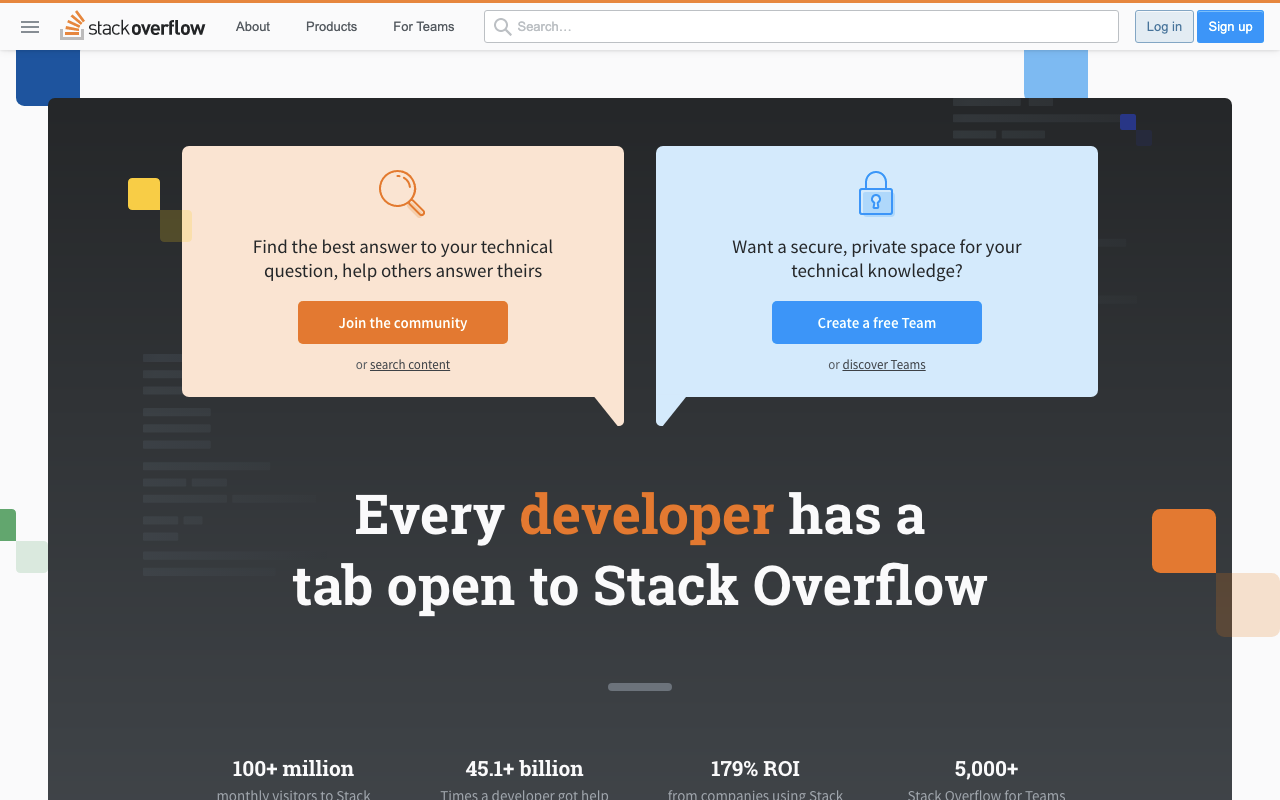 stack overflow
About
Products
For Teams
Search…
Log in
Sign up
Find the best answer to your technical
question, help others answer theirs
Join the community
or search content
Want a secure, private space for your
technical knowledge?
Create a free Team
or discover Teams
Every developer has a
tab open to Stack Overflow
100+ million
monthly visitors to Stack
45.1+ billion
Times a developer got help
179% ROI
from companies using Stack
5,000+
Stack Overflow for Teams